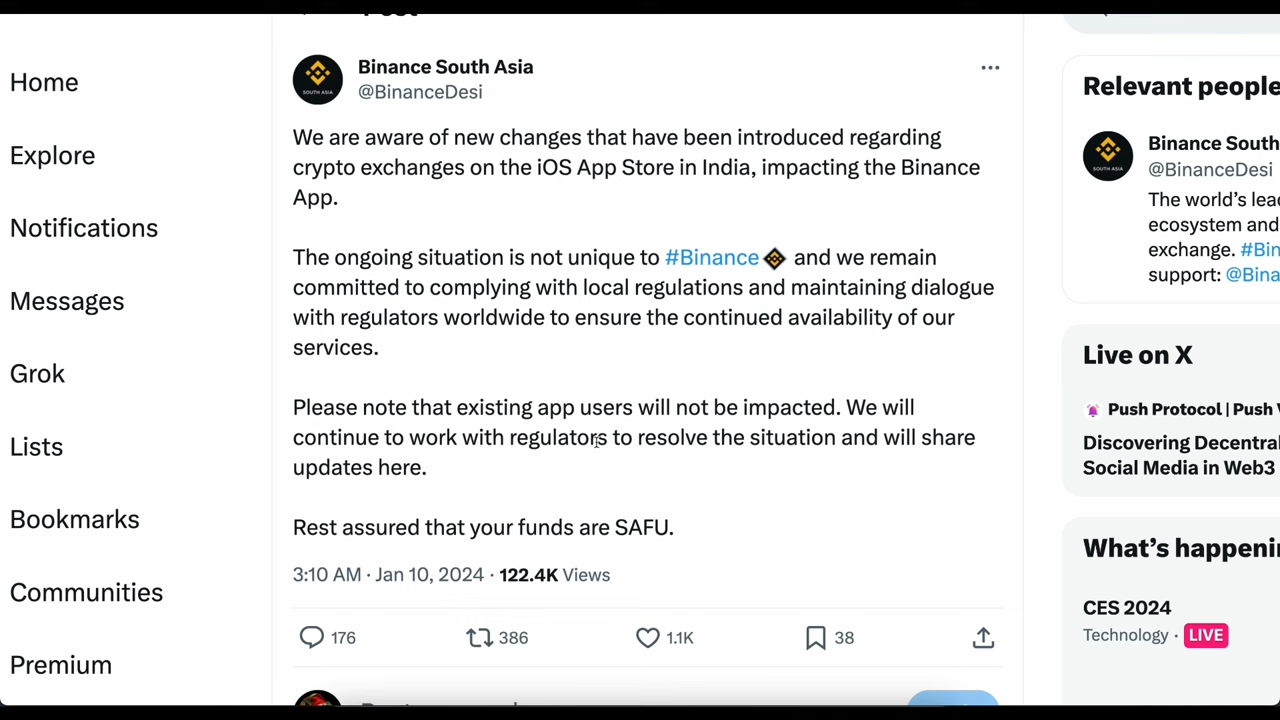 Home
Explore
Notifications
Messages
Grok
Lists
Bookmarks
Communities
Premium
Binance South Asia
@BinanceDesi
We are aware of new changes that have been introduced regarding
crypto exchanges on the iOS App Store in India, impacting the Binance
App.
The ongoing situation is not unique to #Binance and we remain
committed to complying with local regulations and maintaining dialogue
with regulators worldwide to ensure the continued availability of our
services.
Please note that existing app users will not be impacted. We will
continue to work with regulators to resolve the situation and will share
updates here.
Rest assured that your funds are SAFU.
3:10 AM · Jan 10, 2024 · 122.4K Views
176 386 1.1K 38
Relevant people
SOUTH ASIA
Binance South
@BinanceDesi
The world's lead
ecosystem and
exchange. #Bin
support: @Bina
Live on X
Push Protocol | Push
Discovering Decentral
Social Media in Web3
What's happeni
CES 2024
Technology · LIVE